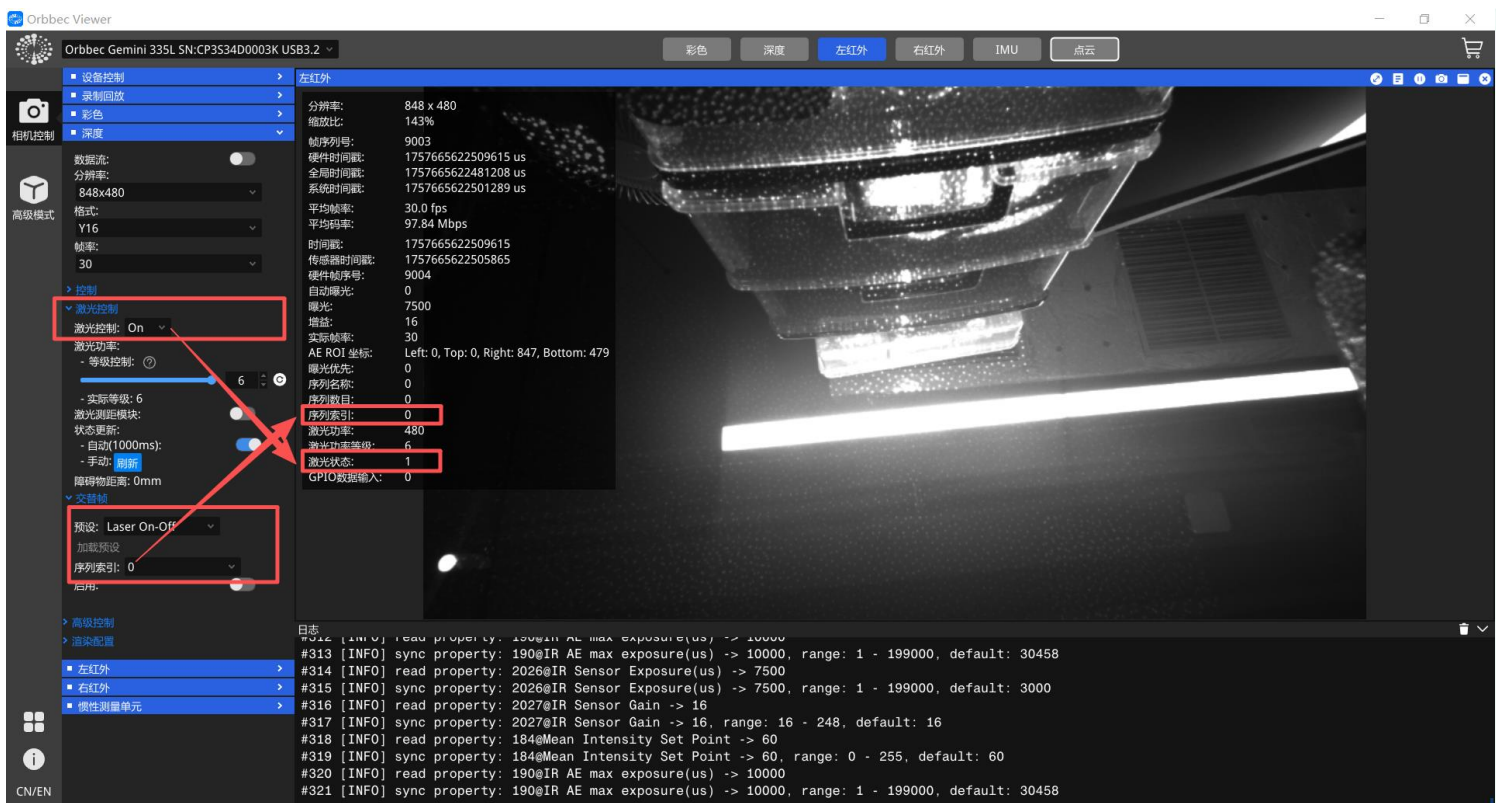 Orbbec Viewer
Orbbec Gemini 335L SN:CP3S34D0003K USB3.2
彩色
深度
左红外
右红外
IMU
点云
相机控制
高级模式
CN/EN
设备控制
录制回放
彩色
深度
数据流:
分辨率:
848x480
格式:
Y16
帧率:
30
控制
激光控制
激光控制: On
激光功率:
- 等级控制:
6
- 实际等级: 6
激光测距模块:
状态更新:
- 自动(1000ms):
- 手动: 刷新
障碍物距离: 0mm
交替帧
预设: Laser On-Off
加载预设
序列索引: 0
启用:
高级控制
渲染配置
左红外
右红外
惯性测量单元
左红外
分辨率: 848 x 480
缩放比: 143%
帧序列号: 9003
硬件时间戳: 1757665622509615 us
全局时间戳: 1757665622481208 us
系统时间戳: 1757665622501289 us
平均帧率: 30.0 fps
平均码率: 97.84 Mbps
时间戳: 1757665622509615
传感器时间戳: 1757665622505865
硬件帧序号: 9004
自动曝光: 0
曝光: 7500
增益: 16
实际帧率: 30
AE ROI 坐标: Left: 0, Top: 0, Right: 847, Bottom: 479
曝光优先: 0
序列名称: 0
序列数目: 0
序列索引: 0
激光功率: 480
激光功率等级: 6
激光状态: 1
GPIO数据输入: 0
日志
#312 [INFO] read property: 190@IR AE max exposure(us) -> 10000
#313 [INFO] sync property: 190@IR AE max exposure(us) -> 10000, range: 1 - 199000, default: 30458
#314 [INFO] read property: 2026@IR Sensor Exposure(us) -> 7500
#315 [INFO] sync property: 2026@IR Sensor Exposure(us) -> 7500, range: 1 - 199000, default: 3000
#316 [INFO] read property: 2027@IR Sensor Gain -> 16
#317 [INFO] sync property: 2027@IR Sensor Gain -> 16, range: 16 - 248, default: 16
#318 [INFO] read property: 184@Mean Intensity Set Point -> 60
#319 [INFO] sync property: 184@Mean Intensity Set Point -> 60, range: 0 - 255, default: 60
#320 [INFO] read property: 190@IR AE max exposure(us) -> 10000
#321 [INFO] sync property: 190@IR AE max exposure(us) -> 10000, range: 1 - 199000, default: 30458